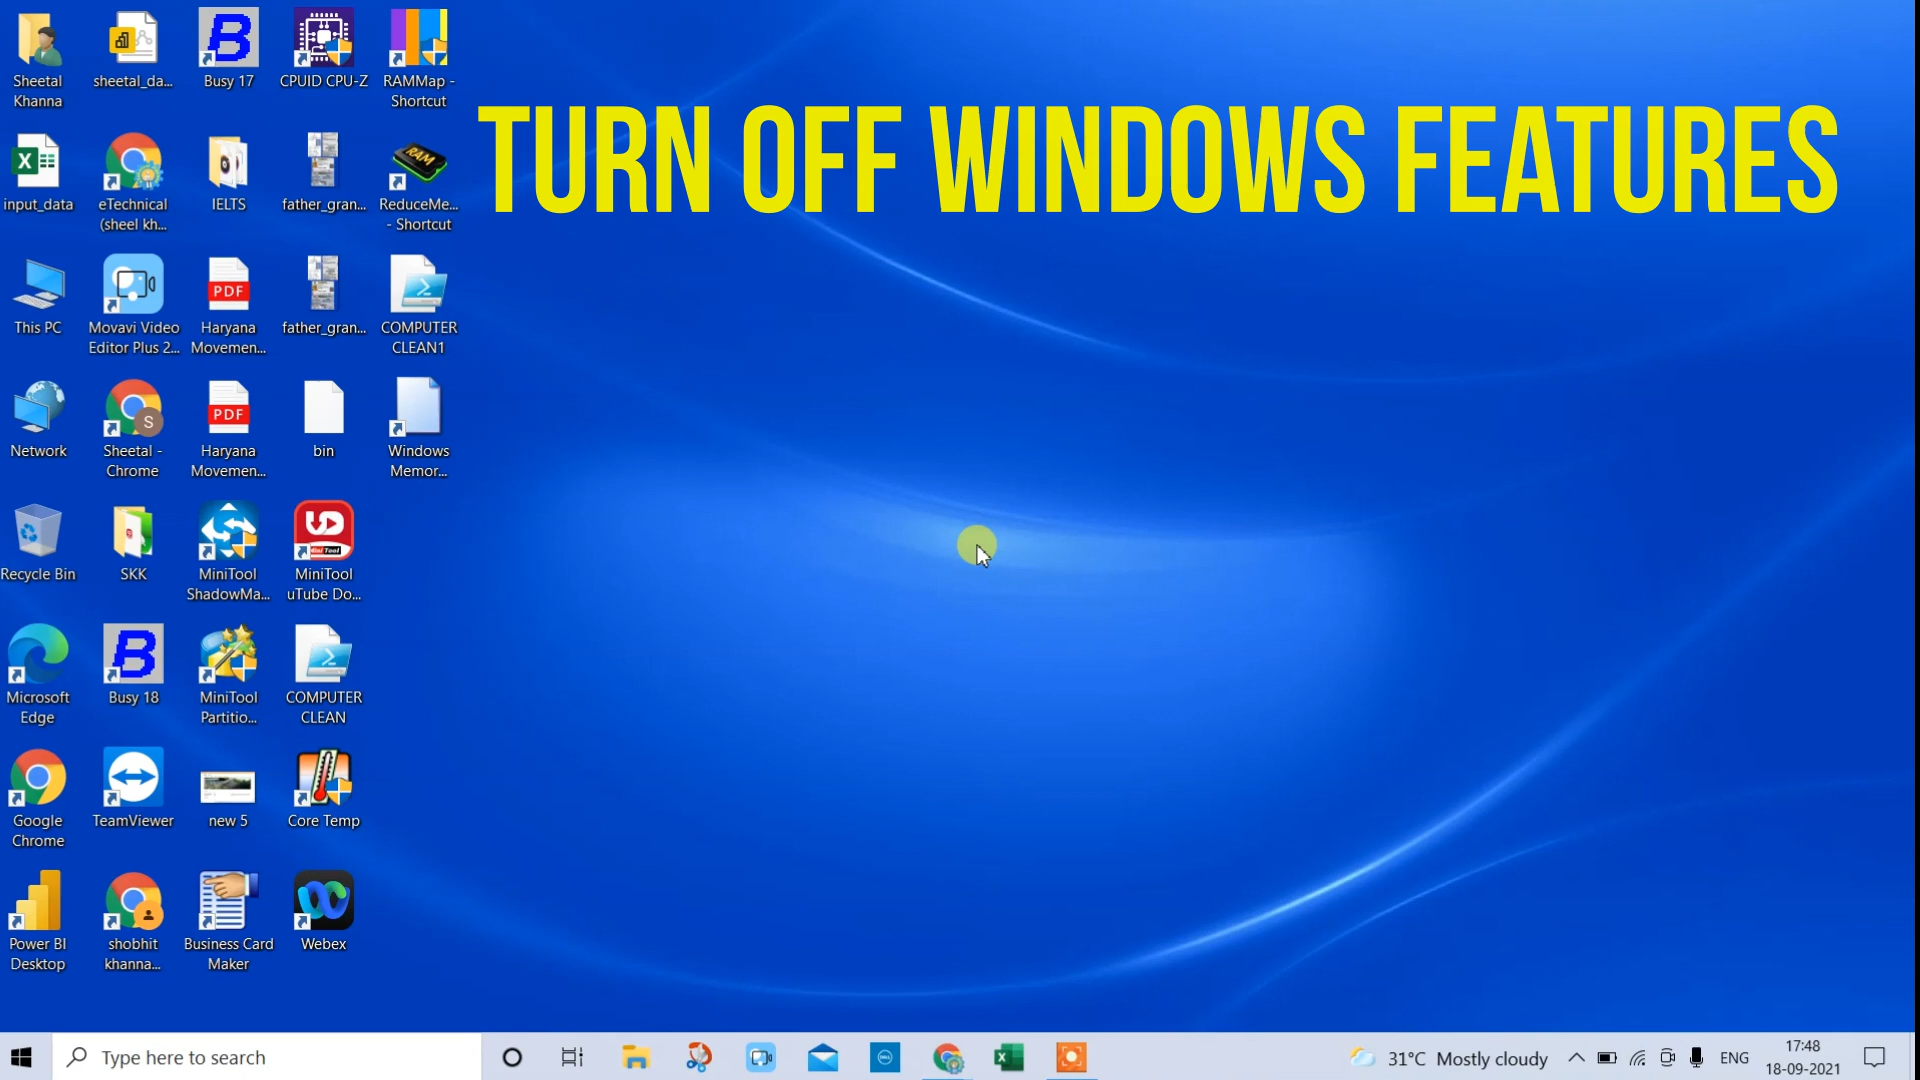 TURN OFF WINDOWS FEATURES
Sheetal
Khanna
sheetal_da...
Busy 17
CPUID CPU-Z
RAMMap -
Shortcut
input_data
eTechnical
(sheel kh...
IELTS
father_gran...
ReduceMe...
- Shortcut
This PC
Movavi Video
Editor Plus 2...
Haryana
Movemen...
father_gran...
COMPUTER
CLEAN1
Network
Sheetal -
Chrome
Haryana
Movemen...
bin
Windows
Memor...
Recycle Bin
SKK
MiniTool
ShadowMa...
MiniTool
uTube Do...
Microsoft
Edge
Busy 18
MiniTool
Partitio...
COMPUTER
CLEAN
Google
Chrome
TeamViewer
new 5
Core Temp
Power BI
Desktop
shobhit
khanna...
Business Card
Maker
Webex
Type here to search
31°C Mostly cloudy
ENG
17:48
18-09-2021